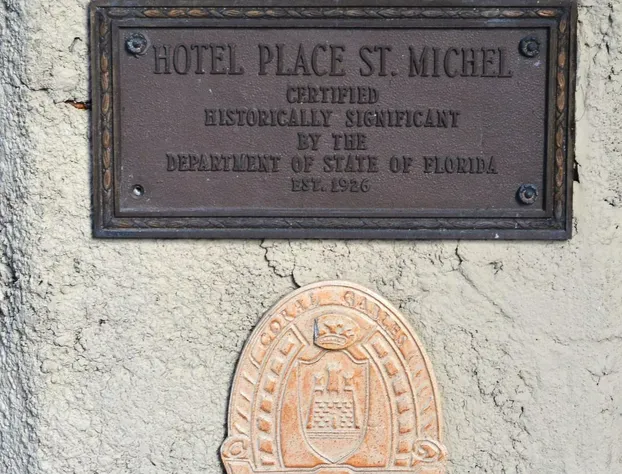 HOTEL PLACE ST. MICHEL
CERTIFIED
HISTORICALLY SIGNIFICANT
BY THE
DEPARTMENT OF STATE OF FLORIDA
EST. 1926
CORAL GABLES